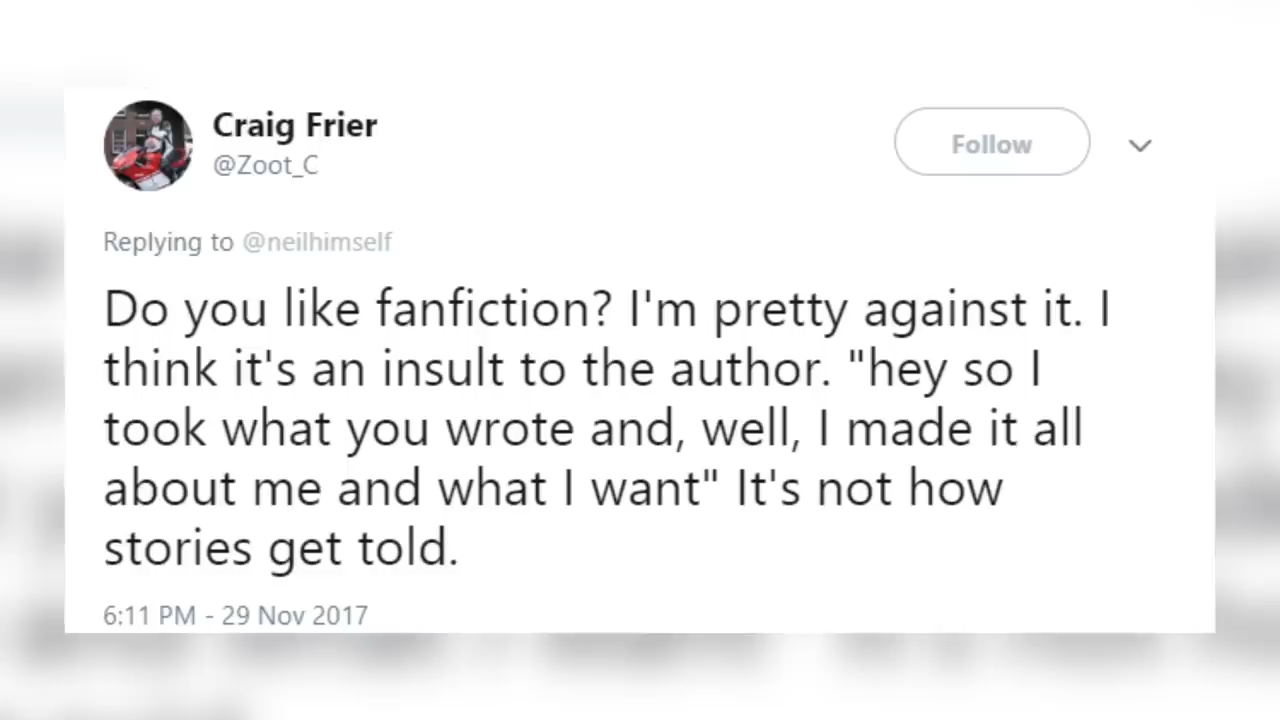 Craig Frier
@Zoot_C
Follow
Replying to @neilhimself
Do you like fanfiction? I'm pretty against it. I
think it's an insult to the author. "hey so I
took what you wrote and, well, I made it all
about me and what I want" It's not how
stories get told.
6:11 PM - 29 Nov 2017